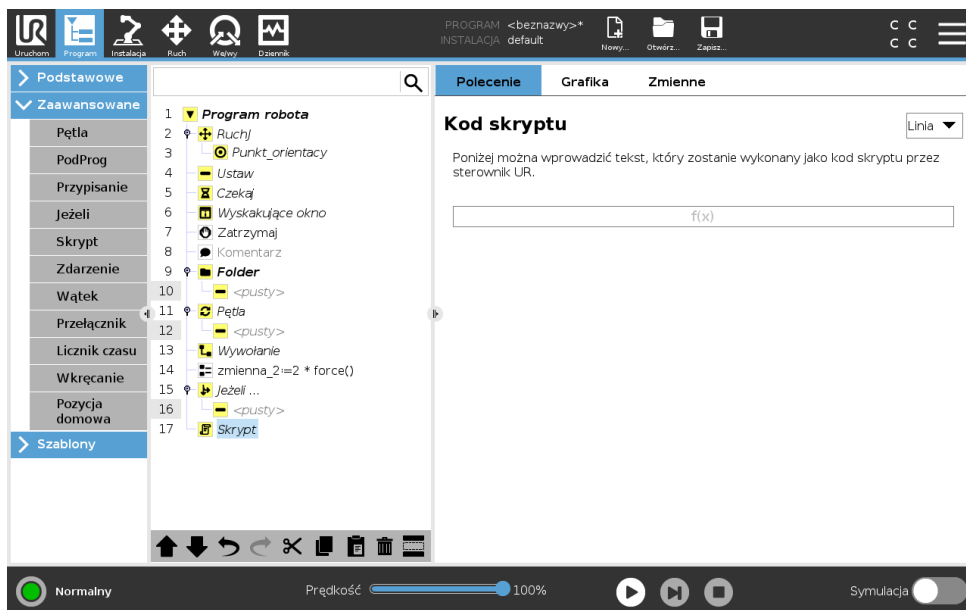 UR
Uruchom
Program
Instalacja
Ruch
We/wy
Dziennik
PROGRAM <beznazwy>*
INSTALACJA default
Nowy...
Otwórz...
Zapisz...
C C
C C
Podstawowe
Zaawansowane
Pętla
PodProg
Przypisanie
Jeżeli
Skrypt
Zdarzenie
Wątek
Przełącznik
Licznik czasu
Wkręcanie
Pozycja
domowa
Szablony
1 Program robota
2 RuchJ
3 Punkt_orientacy
4 Ustaw
5 Czekaj
6 Wyskakujące okno
7 Zatrzymaj
8 Komentarz
9 Folder
10 <pusty>
11 Pętla
12 <pusty>
13 Wywołanie
14 zmienna_2≔2 * force()
15 Jeżeli ...
16 <pusty>
17 Skrypt
Polecenie Grafika Zmienne
Kod skryptu
Linia
Poniżej można wprowadzić tekst, który zostanie wykonany jako kod skryptu przez
sterownik UR.
f(x)
Normalny
Prędkość
100%
Symulacja